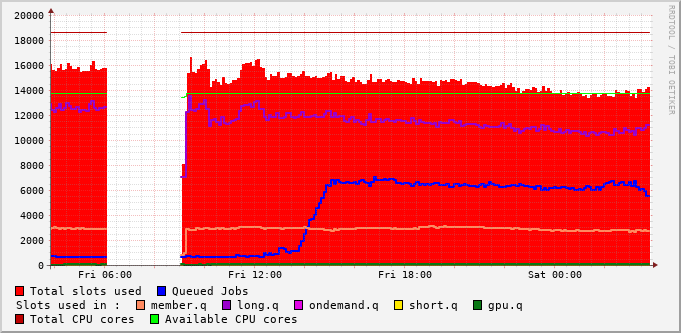 20000
18000
16000
14000
12000
10000
8000
6000
4000
2000
0
Fri 06:00 Fri 12:00 Fri 18:00 Sat 00:00
RRDTOOL / TOBI OETIKER
Total slots used Queued Jobs
Slots used in : member.q long.q ondemand.q short.q gpu.q
Total CPU cores Available CPU cores